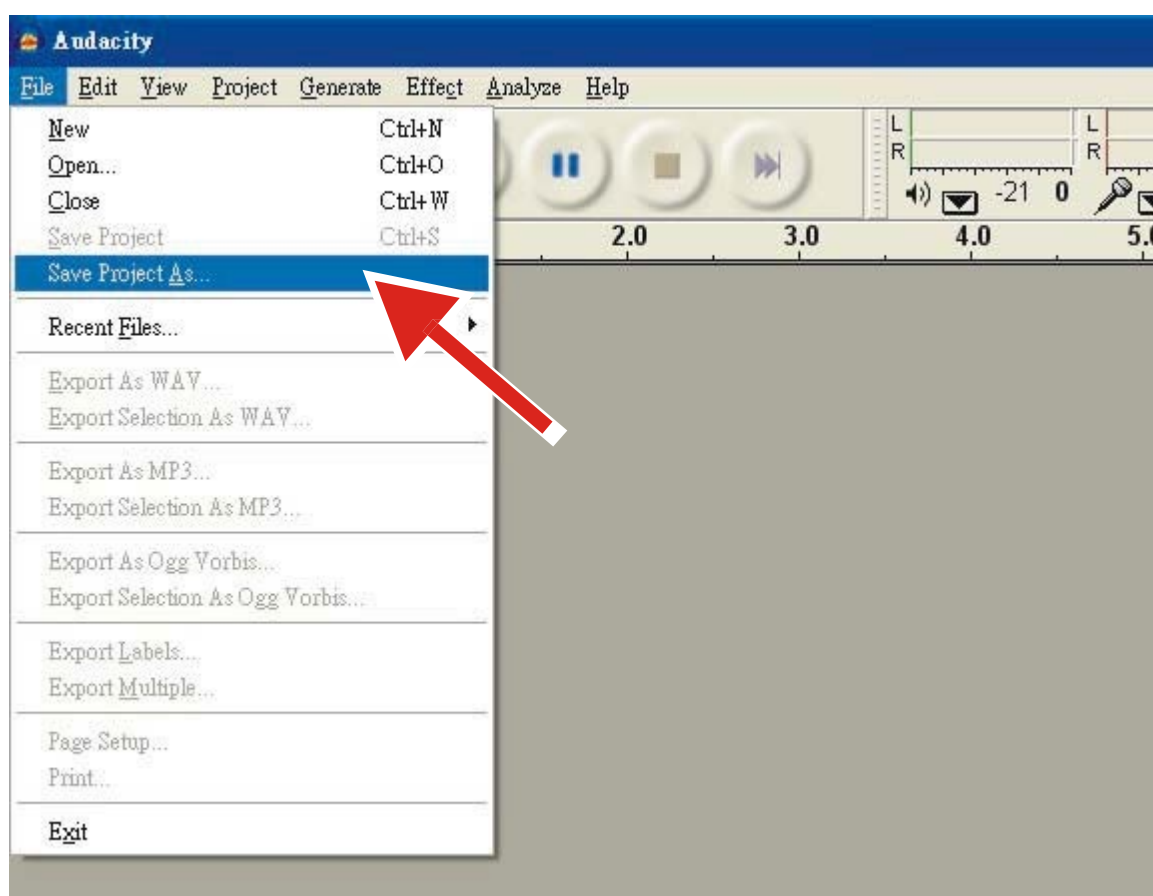 Audacity
File Edit View Project Generate Effect Analyze Help
New Ctrl+N
Open... Ctrl+O
Close Ctrl+W
Save Project Ctrl+S
Save Project As...
Recent Files...
Export As WAV...
Export Selection As WAV...
Export As MP3...
Export Selection As MP3...
Export As Ogg Vorbis...
Export Selection As Ogg Vorbis...
Export Labels...
Export Multiple...
Page Setup...
Print...
Exit
L L
R R
-21 0
2.0 3.0 4.0 5.0